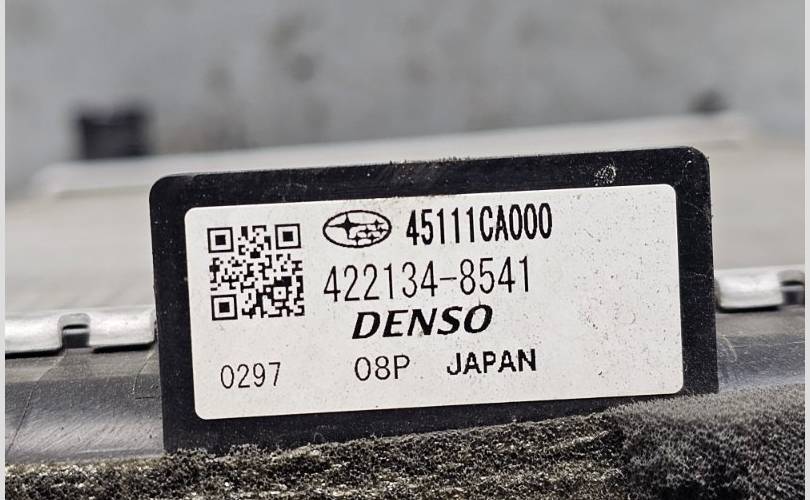 45111CA000
422134-8541
DENSO
0297 08P JAPAN